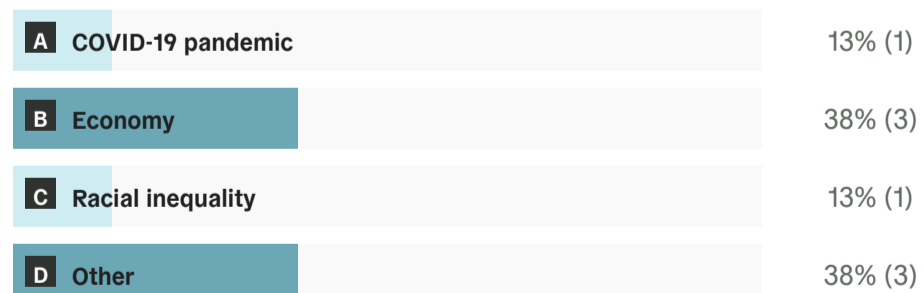 A COVID-19 pandemic 13% (1)
B Economy 38% (3)
C Racial inequality 13% (1)
D Other 38% (3)